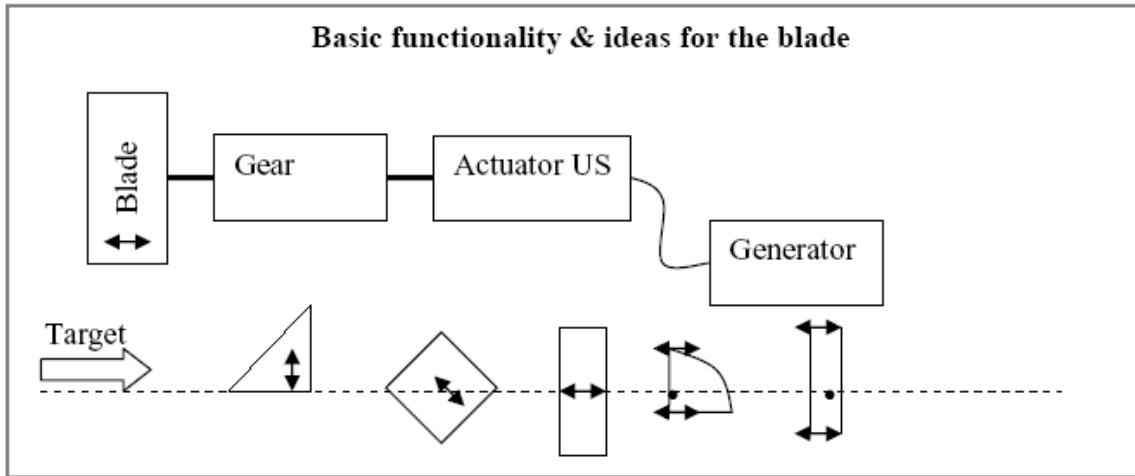 Basic functionality & ideas for the blade
Blade
Gear
Actuator US
Generator
Target